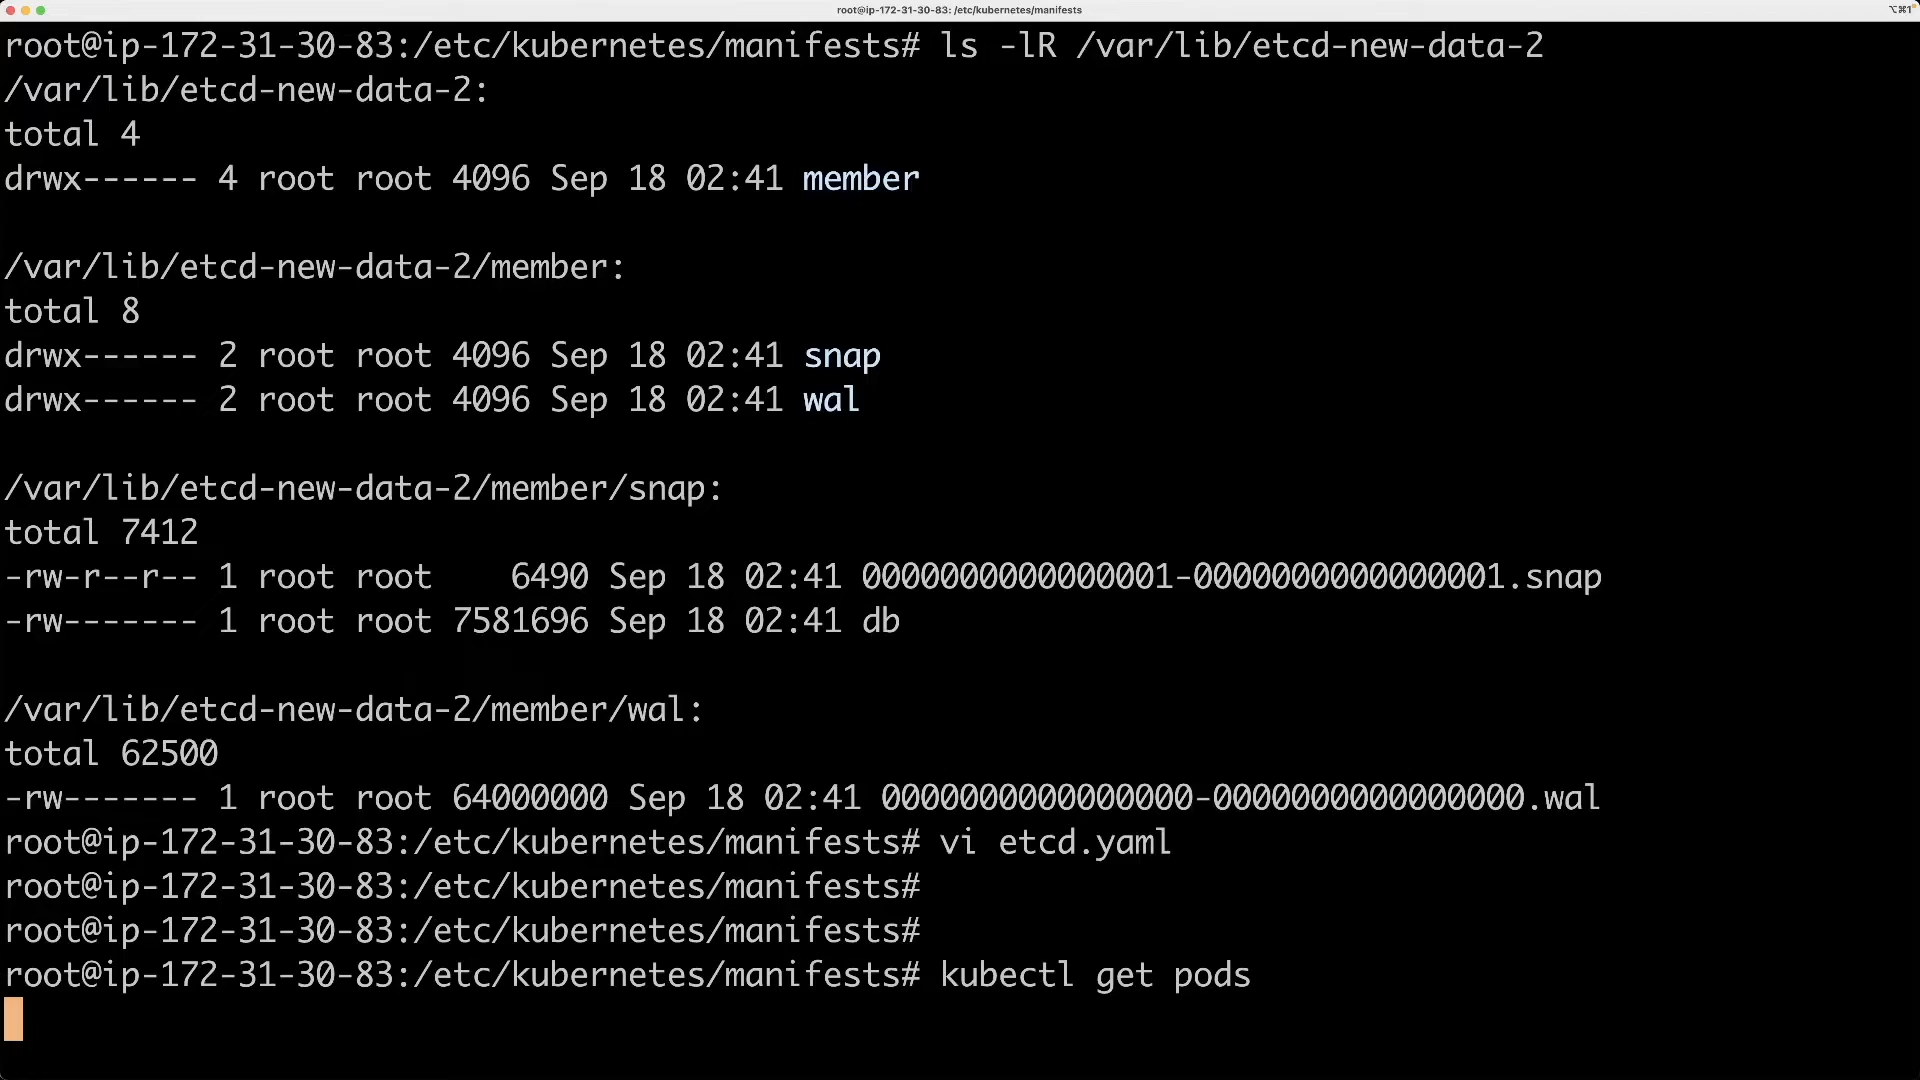 root@ip-172-31-30-83: /etc/kubernetes/manifests
⌥⌘1
root@ip-172-31-30-83:/etc/kubernetes/manifests# ls -lR /var/lib/etcd-new-data-2
/var/lib/etcd-new-data-2:
total 4
drwx------ 4 root root 4096 Sep 18 02:41 member
/var/lib/etcd-new-data-2/member:
total 8
drwx------ 2 root root 4096 Sep 18 02:41 snap
drwx------ 2 root root 4096 Sep 18 02:41 wal
/var/lib/etcd-new-data-2/member/snap:
total 7412
-rw-r--r-- 1 root root    6490 Sep 18 02:41 0000000000000001-0000000000000001.snap
-rw------- 1 root root 7581696 Sep 18 02:41 db
/var/lib/etcd-new-data-2/member/wal:
total 62500
-rw------- 1 root root 64000000 Sep 18 02:41 0000000000000000-0000000000000000.wal
root@ip-172-31-30-83:/etc/kubernetes/manifests# vi etcd.yaml
root@ip-172-31-30-83:/etc/kubernetes/manifests#
root@ip-172-31-30-83:/etc/kubernetes/manifests#
root@ip-172-31-30-83:/etc/kubernetes/manifests# kubectl get pods